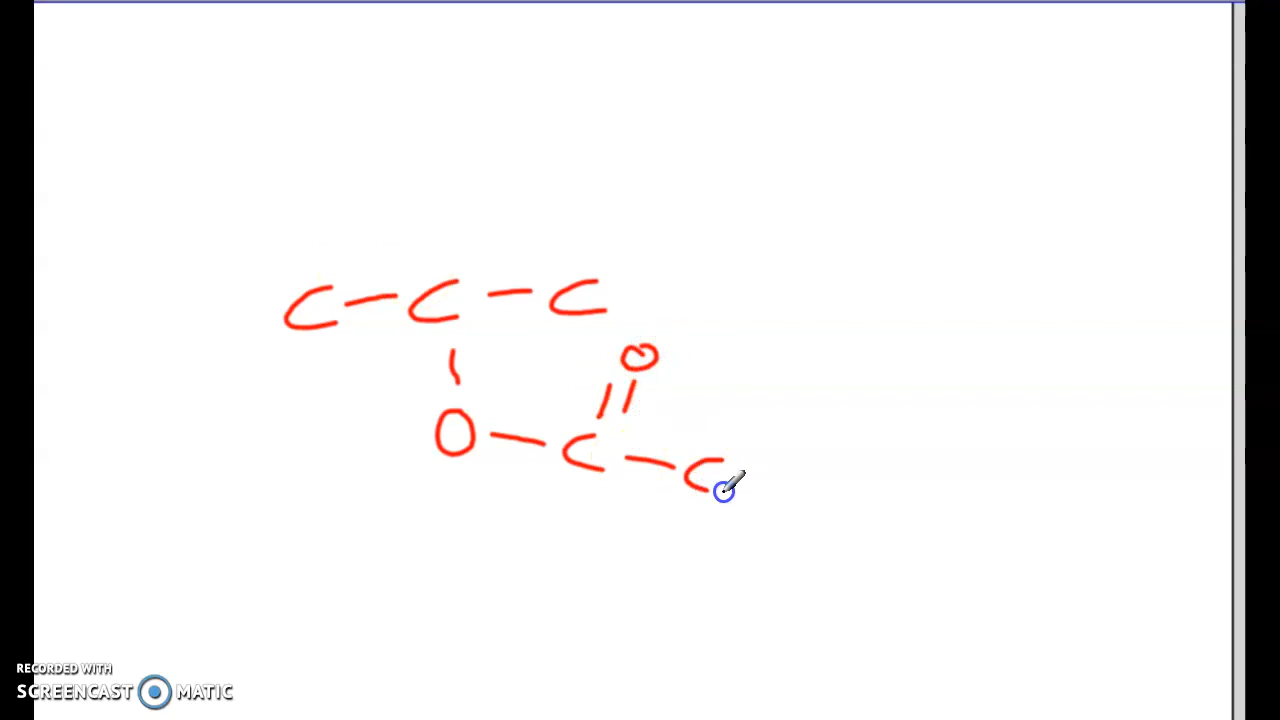 C - C - C
O
O - C - C
RECORDED WITH
SCREENCAST MATIC